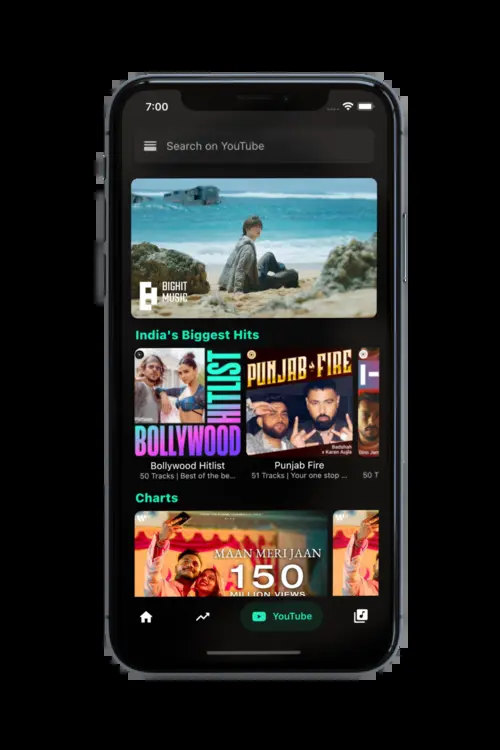 7:00
Search on YouTube
BIGHIT
MUSIC
India's Biggest Hits
HITLIST
BOLLYWOOD
PUNJAB FIRE
Badshah
x Karan Aujla
Bollywood Hitlist
Punjab Fire
50 Tracks | Best of the be...
51 Tracks | Your one stop ...
50 T
Charts
MAAN MERI JAAN
150
MILLION VIEWS
YouTube